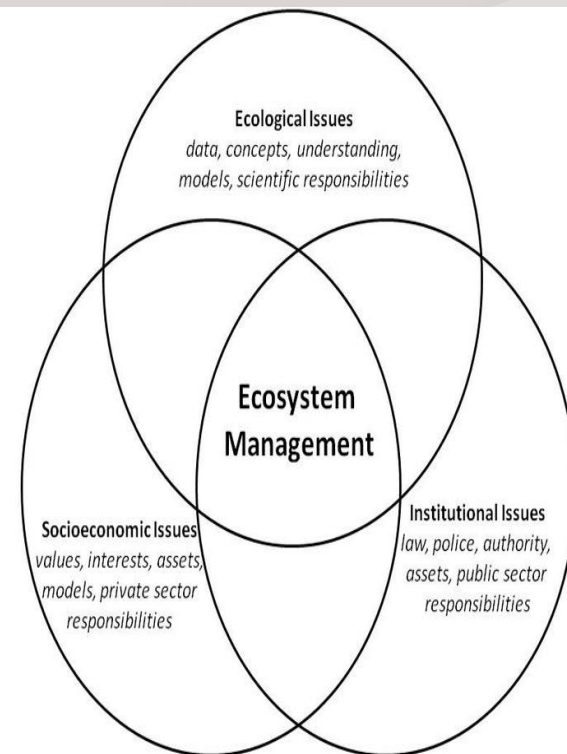 Ecological Issues
data, concepts, understanding,
models, scientific responsibilities
Ecosystem
Management
Socioeconomic Issues
values, interests, assets,
models, private sector
responsibilities
Institutional Issues
law, police, authority,
assets, public sector
responsibilities